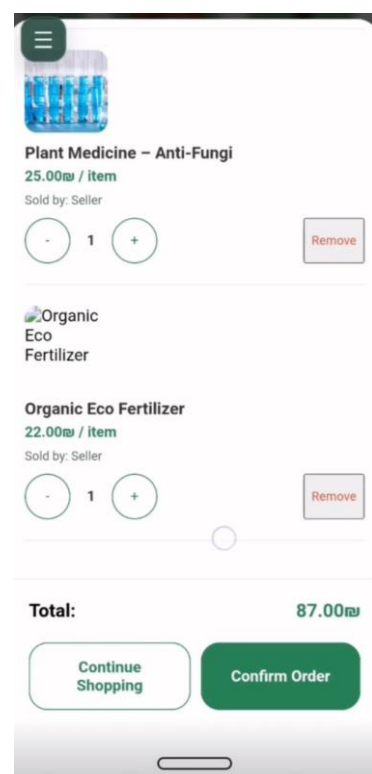 Plant Medicine – Anti-Fungi
25.00₪ / item
Sold by: Seller
- 1 +
Remove
Organic
Eco
Fertilizer
Organic Eco Fertilizer
22.00₪ / item
Sold by: Seller
- 1 +
Remove
Total: 87.00₪
Continue
Shopping
Confirm Order